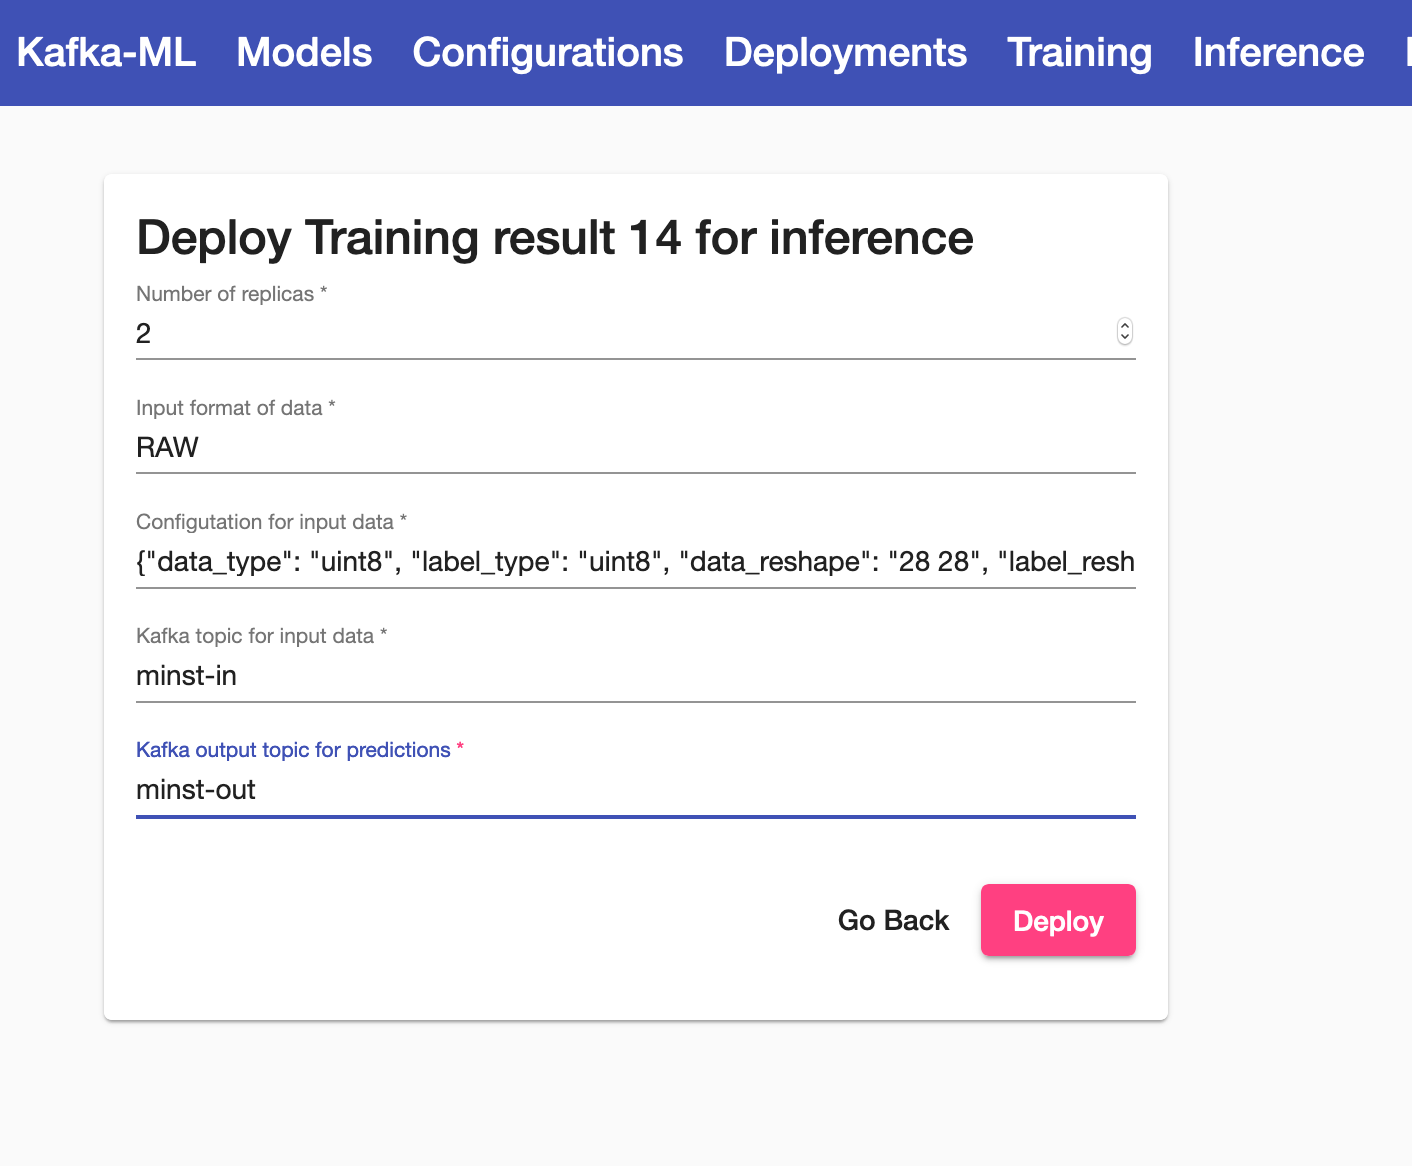 Kafka-ML Models Configurations Deployments Training Inference
Deploy Training result 14 for inference
Number of replicas *
2
Input format of data *
RAW
Configutation for input data *
{"data_type": "uint8", "label_type": "uint8", "data_reshape": "28 28", "label_resh
Kafka topic for input data *
minst-in
Kafka output topic for predictions *
minst-out
Go Back Deploy